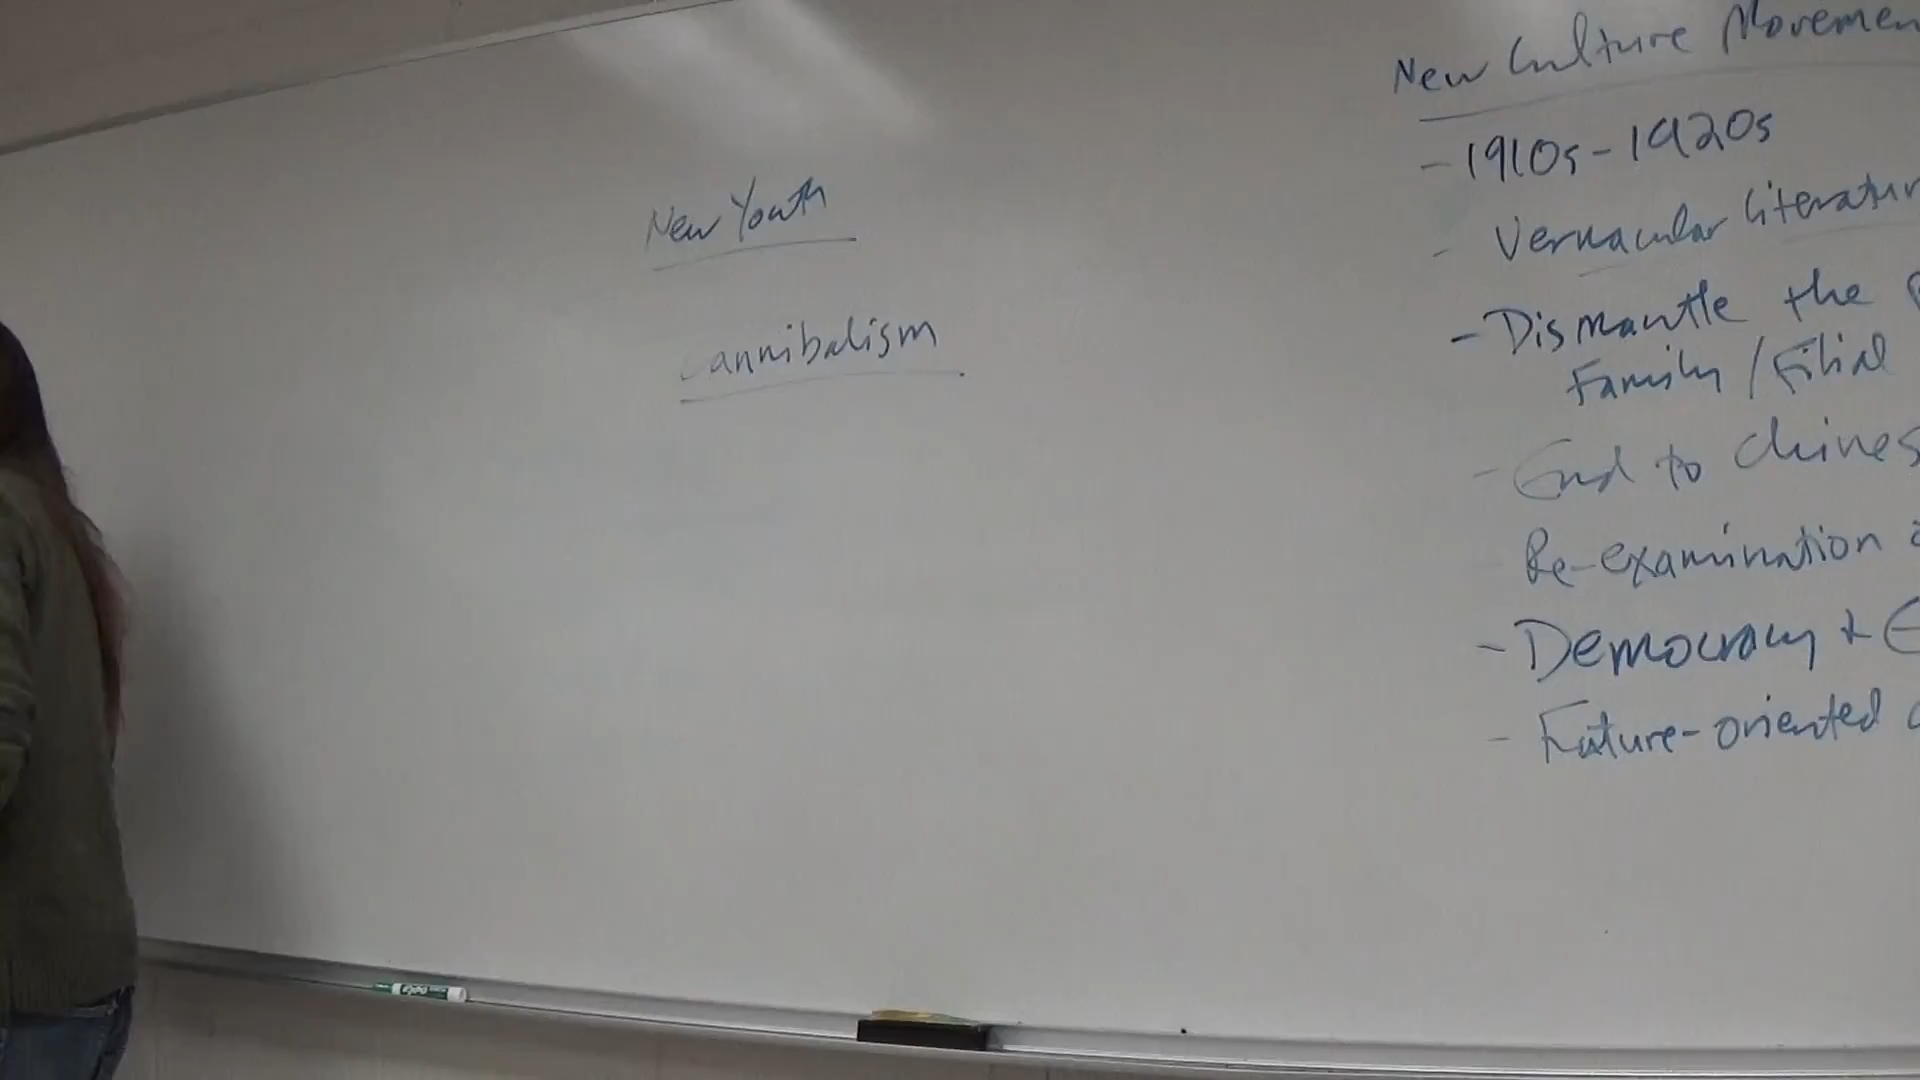 New Youth
Cannibalism
New Culture Movemen
- 1910s - 1920s
- Vernacular literatur
- Dismantle the
Family / Filial
- End to Chines
Re-examination
- Democracy +
- Future-oriented
expo